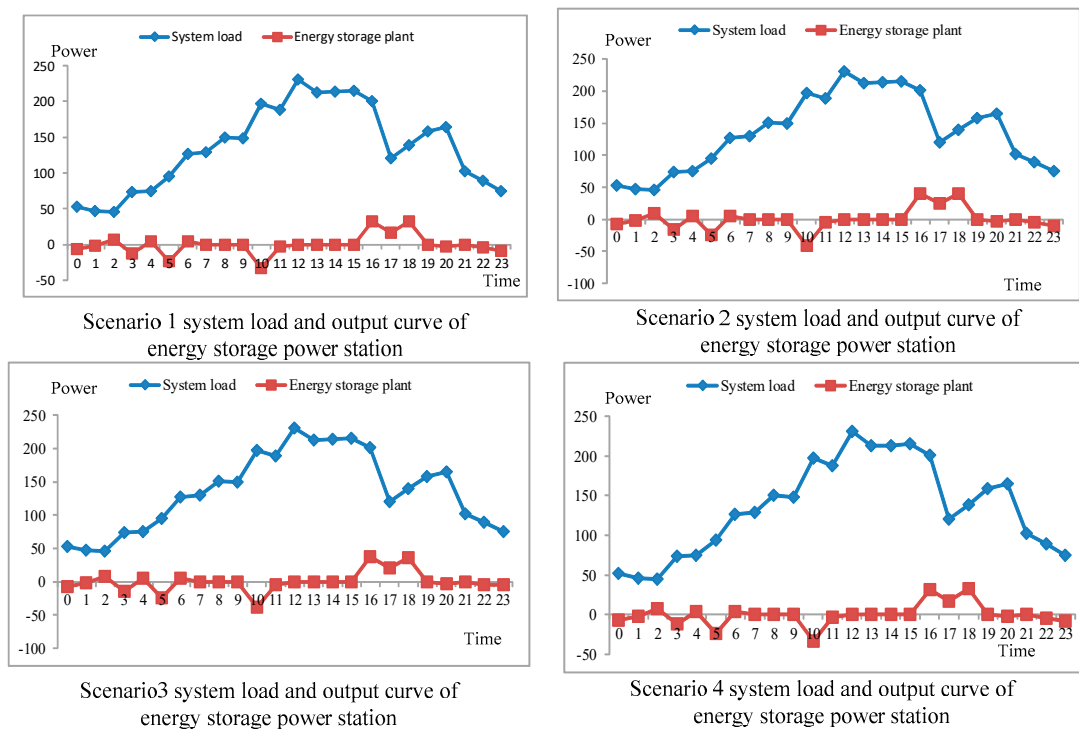 System load Energy storage plant
Power
250
200
150
100
50
0
-50
0 1 2 3 4 5 6 7 8 9 10 11 12 13 14 15 16 17 18 19 20 21 22 23
Time
Scenario 1 system load and output curve of
energy storage power station
System load Energy storage plant
Power
250
200
150
100
50
0
-50
-100
0 1 2 3 4 5 6 7 8 9 10 11 12 13 14 15 16 17 18 19 20 21 22 23
Time
Scenario 2 system load and output curve of
energy storage power station
System load Energy storage plant
Power
250
200
150
100
50
0
-50
-100
0 1 2 3 4 5 6 7 8 9 10 11 12 13 14 15 16 17 18 19 20 21 22 23
Time
Scenario3 system load and output curve of
energy storage power station
System load Energy storage plant
Power
250
200
150
100
50
0
-50
0 1 2 3 4 5 6 7 8 9 10 11 12 13 14 15 16 17 18 19 20 21 22 23
Time
Scenario 4 system load and output curve of
energy storage power station